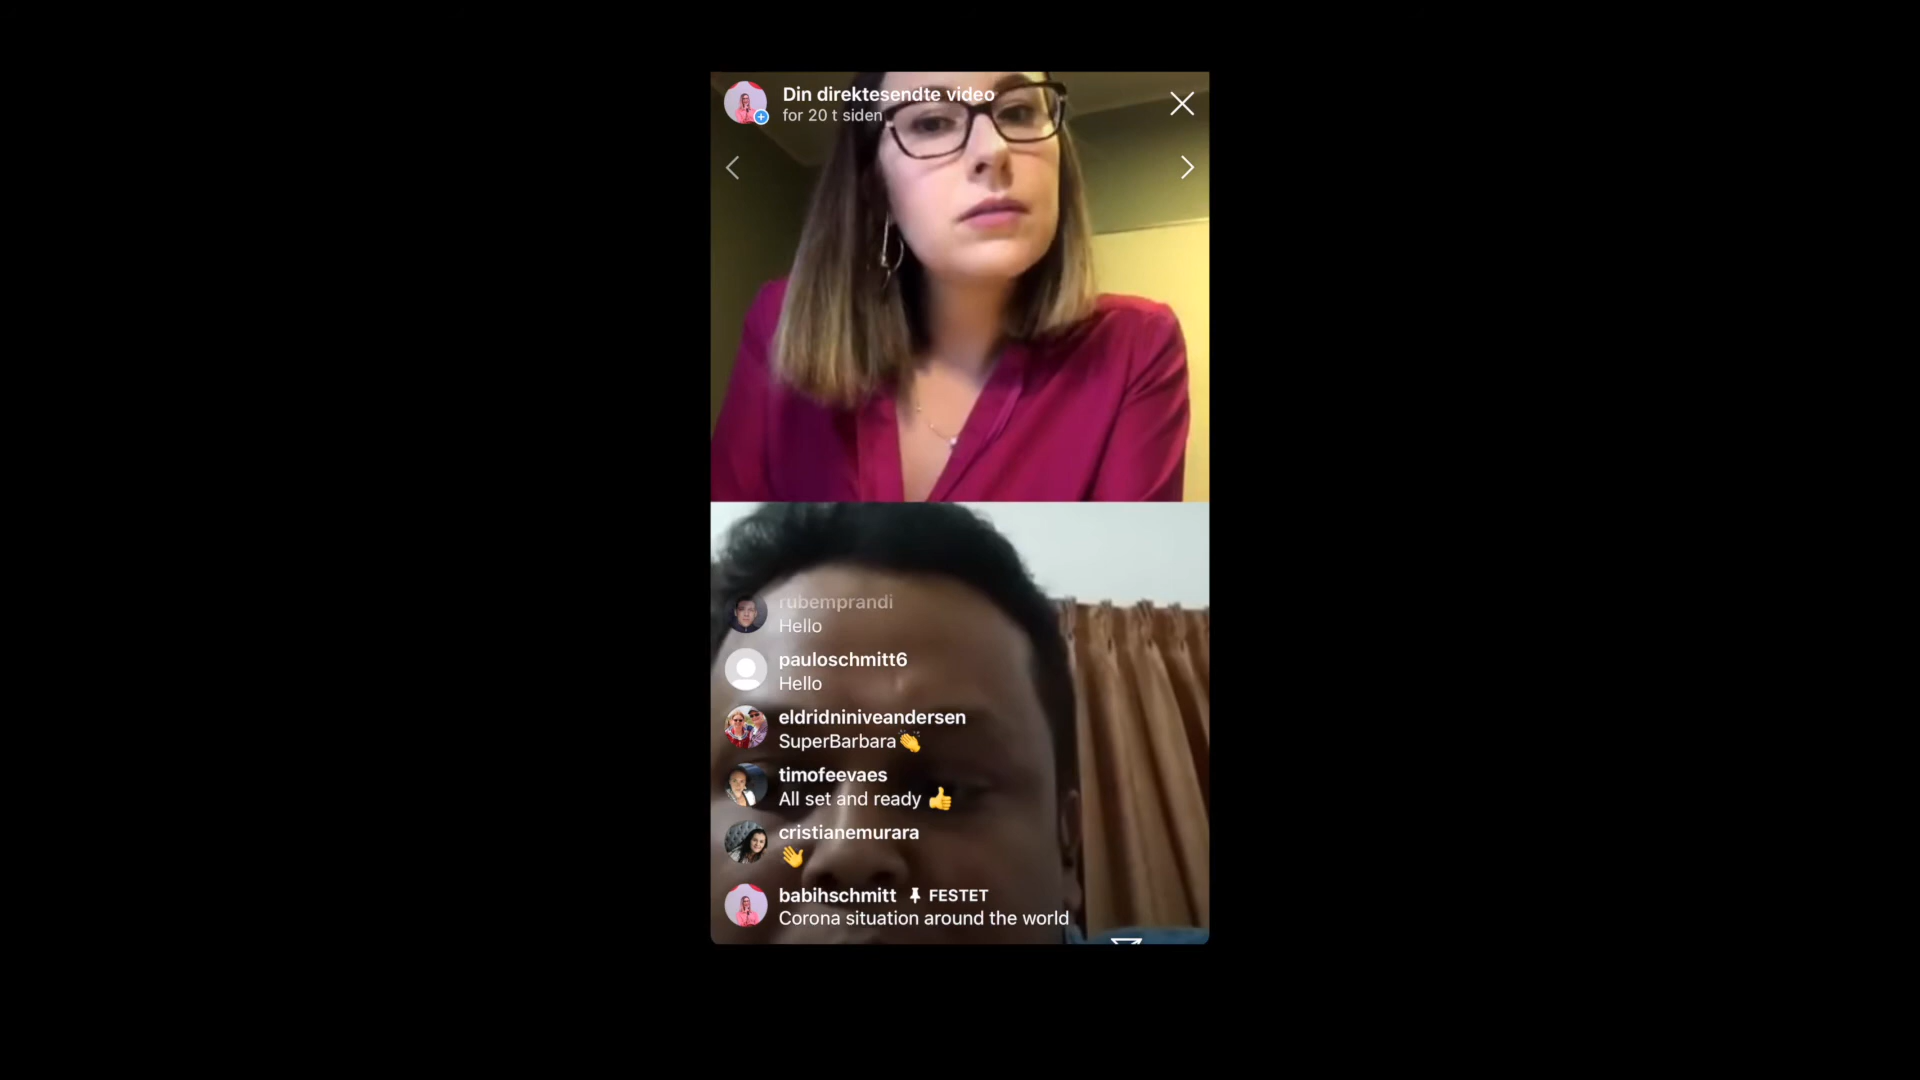 Din direktesendte video
for 20 t siden
rubemprandi
Hello
pauloschmitt6
Hello
eldridniniveandersen
SuperBarbara👏
timofeevaes
All set and ready 👍
cristianemurara
👋
babihschmitt 📌 FESTET
Corona situation around the world